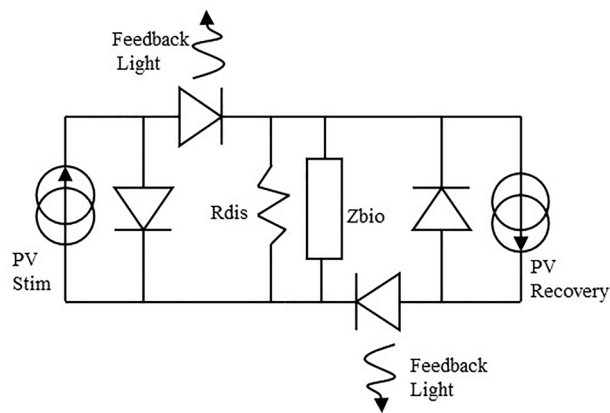 Feedback
Light
Rdis
Zbio
PV
Stim
PV
Recovery
Feedback
Light